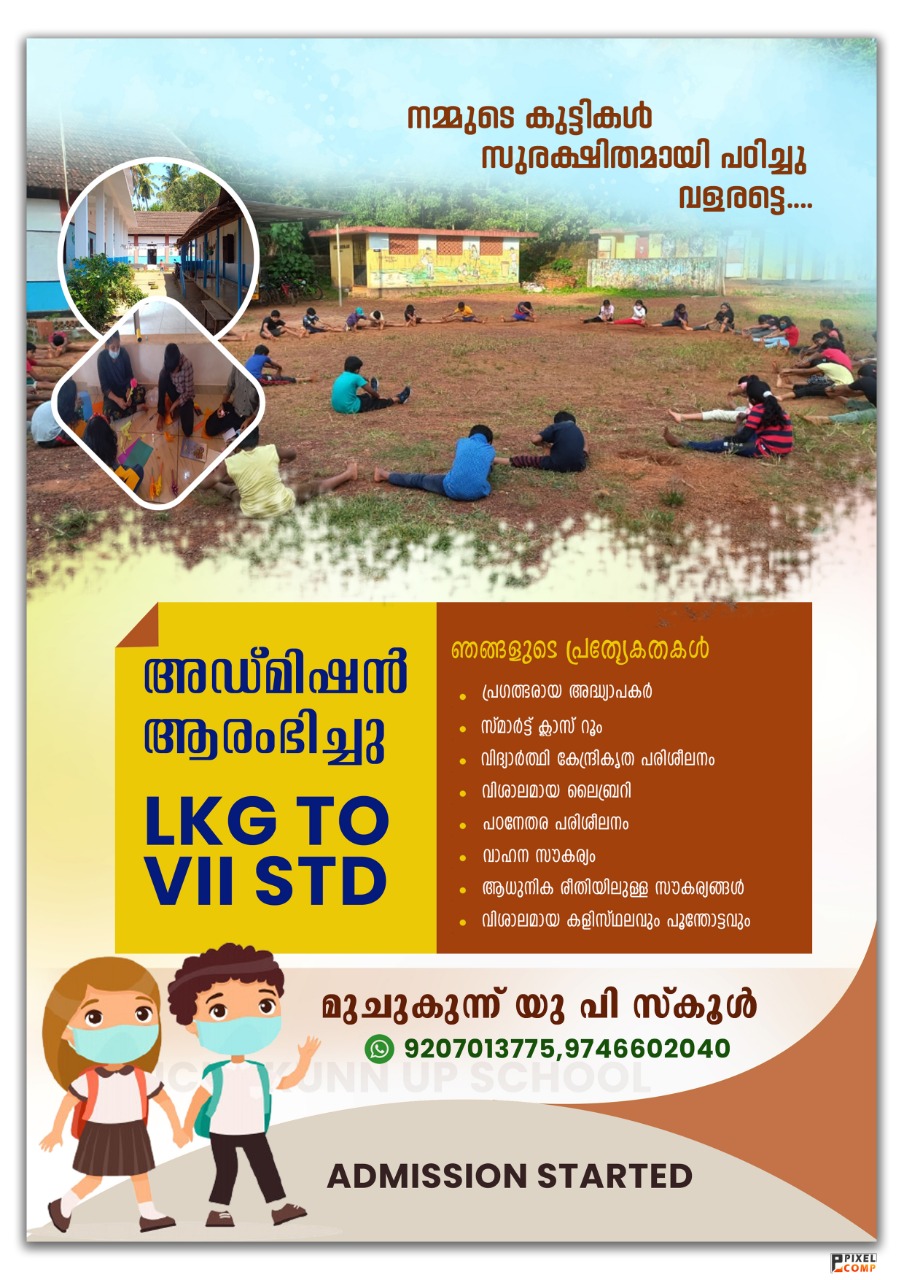 നമ്മുടെ കുട്ടികൾ
സുരക്ഷിതമായി പഠിച്ചു
വളരട്ടെ....
അഡ്മിഷൻ
ആരംഭിച്ചു
LKG TO
VII STD
ഞങ്ങളുടെ പ്രത്യേകതകൾ
• പ്രഗത്ഭരായ അദ്ധ്യാപകർ
• സ്മാർട്ട് ക്ലാസ് റൂം
• വിദ്യാർത്ഥി കേന്ദ്രികൃത പരിശീലനം
• വിശാലമായ ലൈബ്രറി
• പഠനേതര പരിശീലനം
• വാഹന സൗകര്യം
• ആധുനിക രീതിയിലുള്ള സൗകര്യങ്ങൾ
• വിശാലമായ കളിസ്ഥലവും പൂന്തോട്ടവും
മുചുകുന്ന് യു പി സ്കൂൾ
9207013775,9746602040
UP SCHOOL
ADMISSION STARTED
PIXEL
COMP